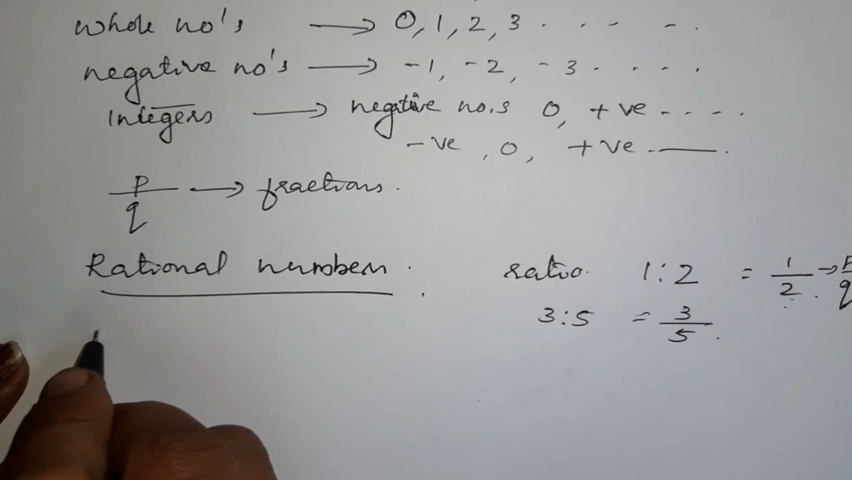 whole no's → 0, 1, 2, 3 . . . . - .
negative no's → -1, -2, -3 . . . . .
Integers → negative no.s 0, +ve - - - - .
-ve , 0, +ve .——.
p/q → fractions.
Rational numbers . ratio. 1:2 = 1/2 → p/q
3:5 = 3/5 .